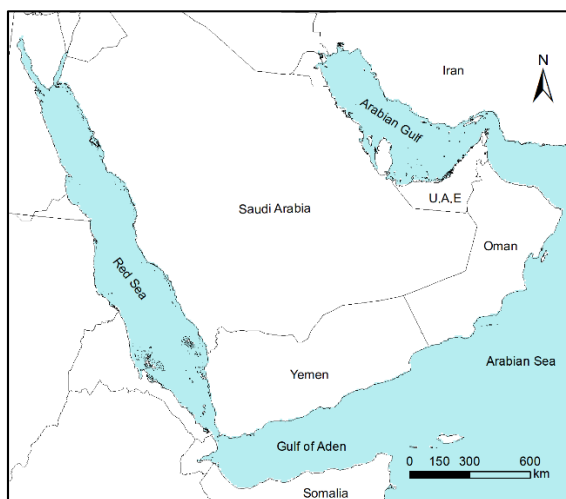 Iran
N
Arabian Gulf
U.A.E
Saudi Arabia
Oman
Red Sea
Arabian Sea
Yemen
Gulf of Aden
0 150 300 600
km
Somalia